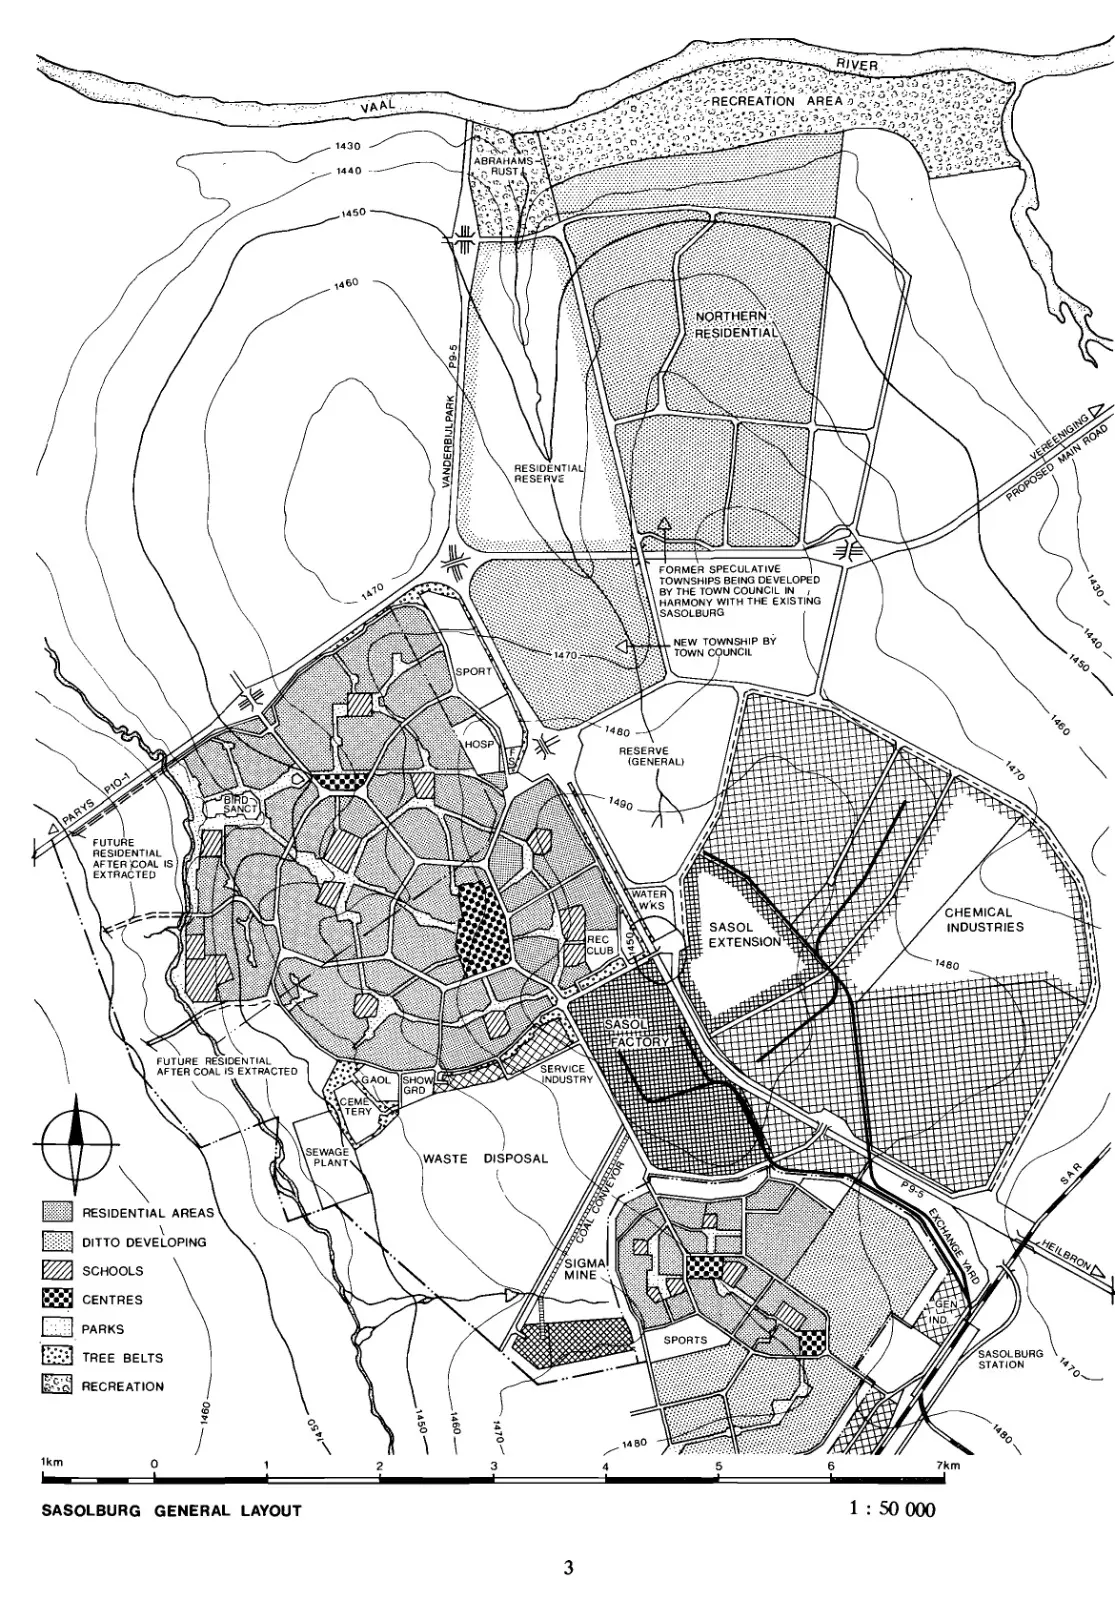 RIVER
VAAL
RECREATION AREA
1430
ABRAHAMS
RUST
1440
1450
1460
NORTHERN
RESIDENTIAL
P9-5
VANDERBIJLPARK
VEREENIGING
PROPOSED MAIN ROAD
RESIDENTIAL
RESERVE
FORMER SPECULATIVE
TOWNSHIPS BEING DEVELOPED
BY THE TOWN COUNCIL IN
HARMONY WITH THE EXISTING
SASOLBURG
1470
1430
1440
1450
NEW TOWNSHIP BY
TOWN COUNCIL
1470
SPORT
1460
1480
HOSP
F
S
RESERVE
(GENERAL)
1470
PARYS P10-1
1490
BIRD
SANCT
FUTURE
RESIDENTIAL
AFTER COAL IS
EXTRACTED
WATER
W'KS
CHEMICAL
INDUSTRIES
SASOL
EXTENSION
REC
CLUB
1450
1480
SASOL
FACTORY
FUTURE RESIDENTIAL
AFTER COAL IS EXTRACTED
GAOL
SHOW
GRD
SERVICE
INDUSTRY
CEME
TERY
SEWAGE
PLANT
WASTE DISPOSAL
COAL CONVEYOR
P9-5
SAR
RESIDENTIAL AREAS
DITTO DEVELOPING
SCHOOLS
CENTRES
PARKS
TREE BELTS
RECREATION
EXCHANGE YARD
HEILBRON
SIGMA
MINE
GEN
IND.
SPORTS
SASOLBURG
STATION
1470
1460
1450
1450
1460
1470
1480
1480
1km 0 1 2 3 4 5 6 7km
SASOLBURG GENERAL LAYOUT
1 : 50 000
3